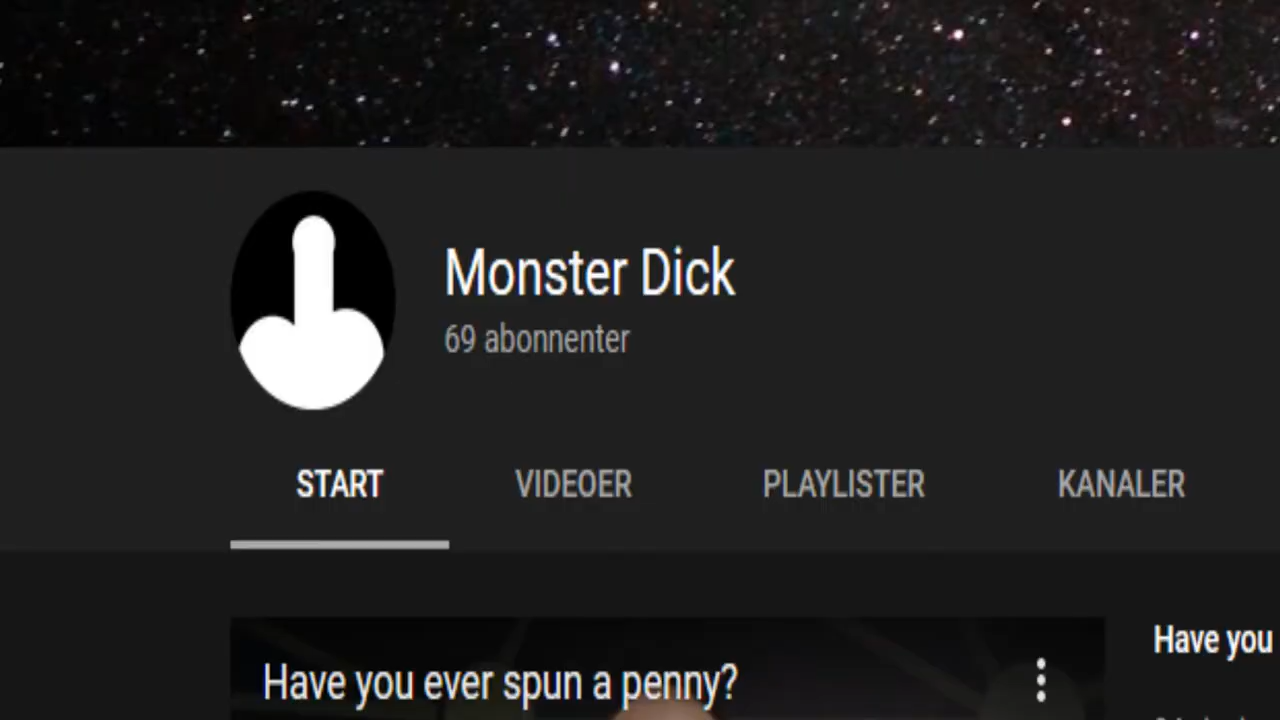 Monster Dick
69 abonnenter
START VIDEOER PLAYLISTER KANALER
Have you ever spun a penny?
Have you